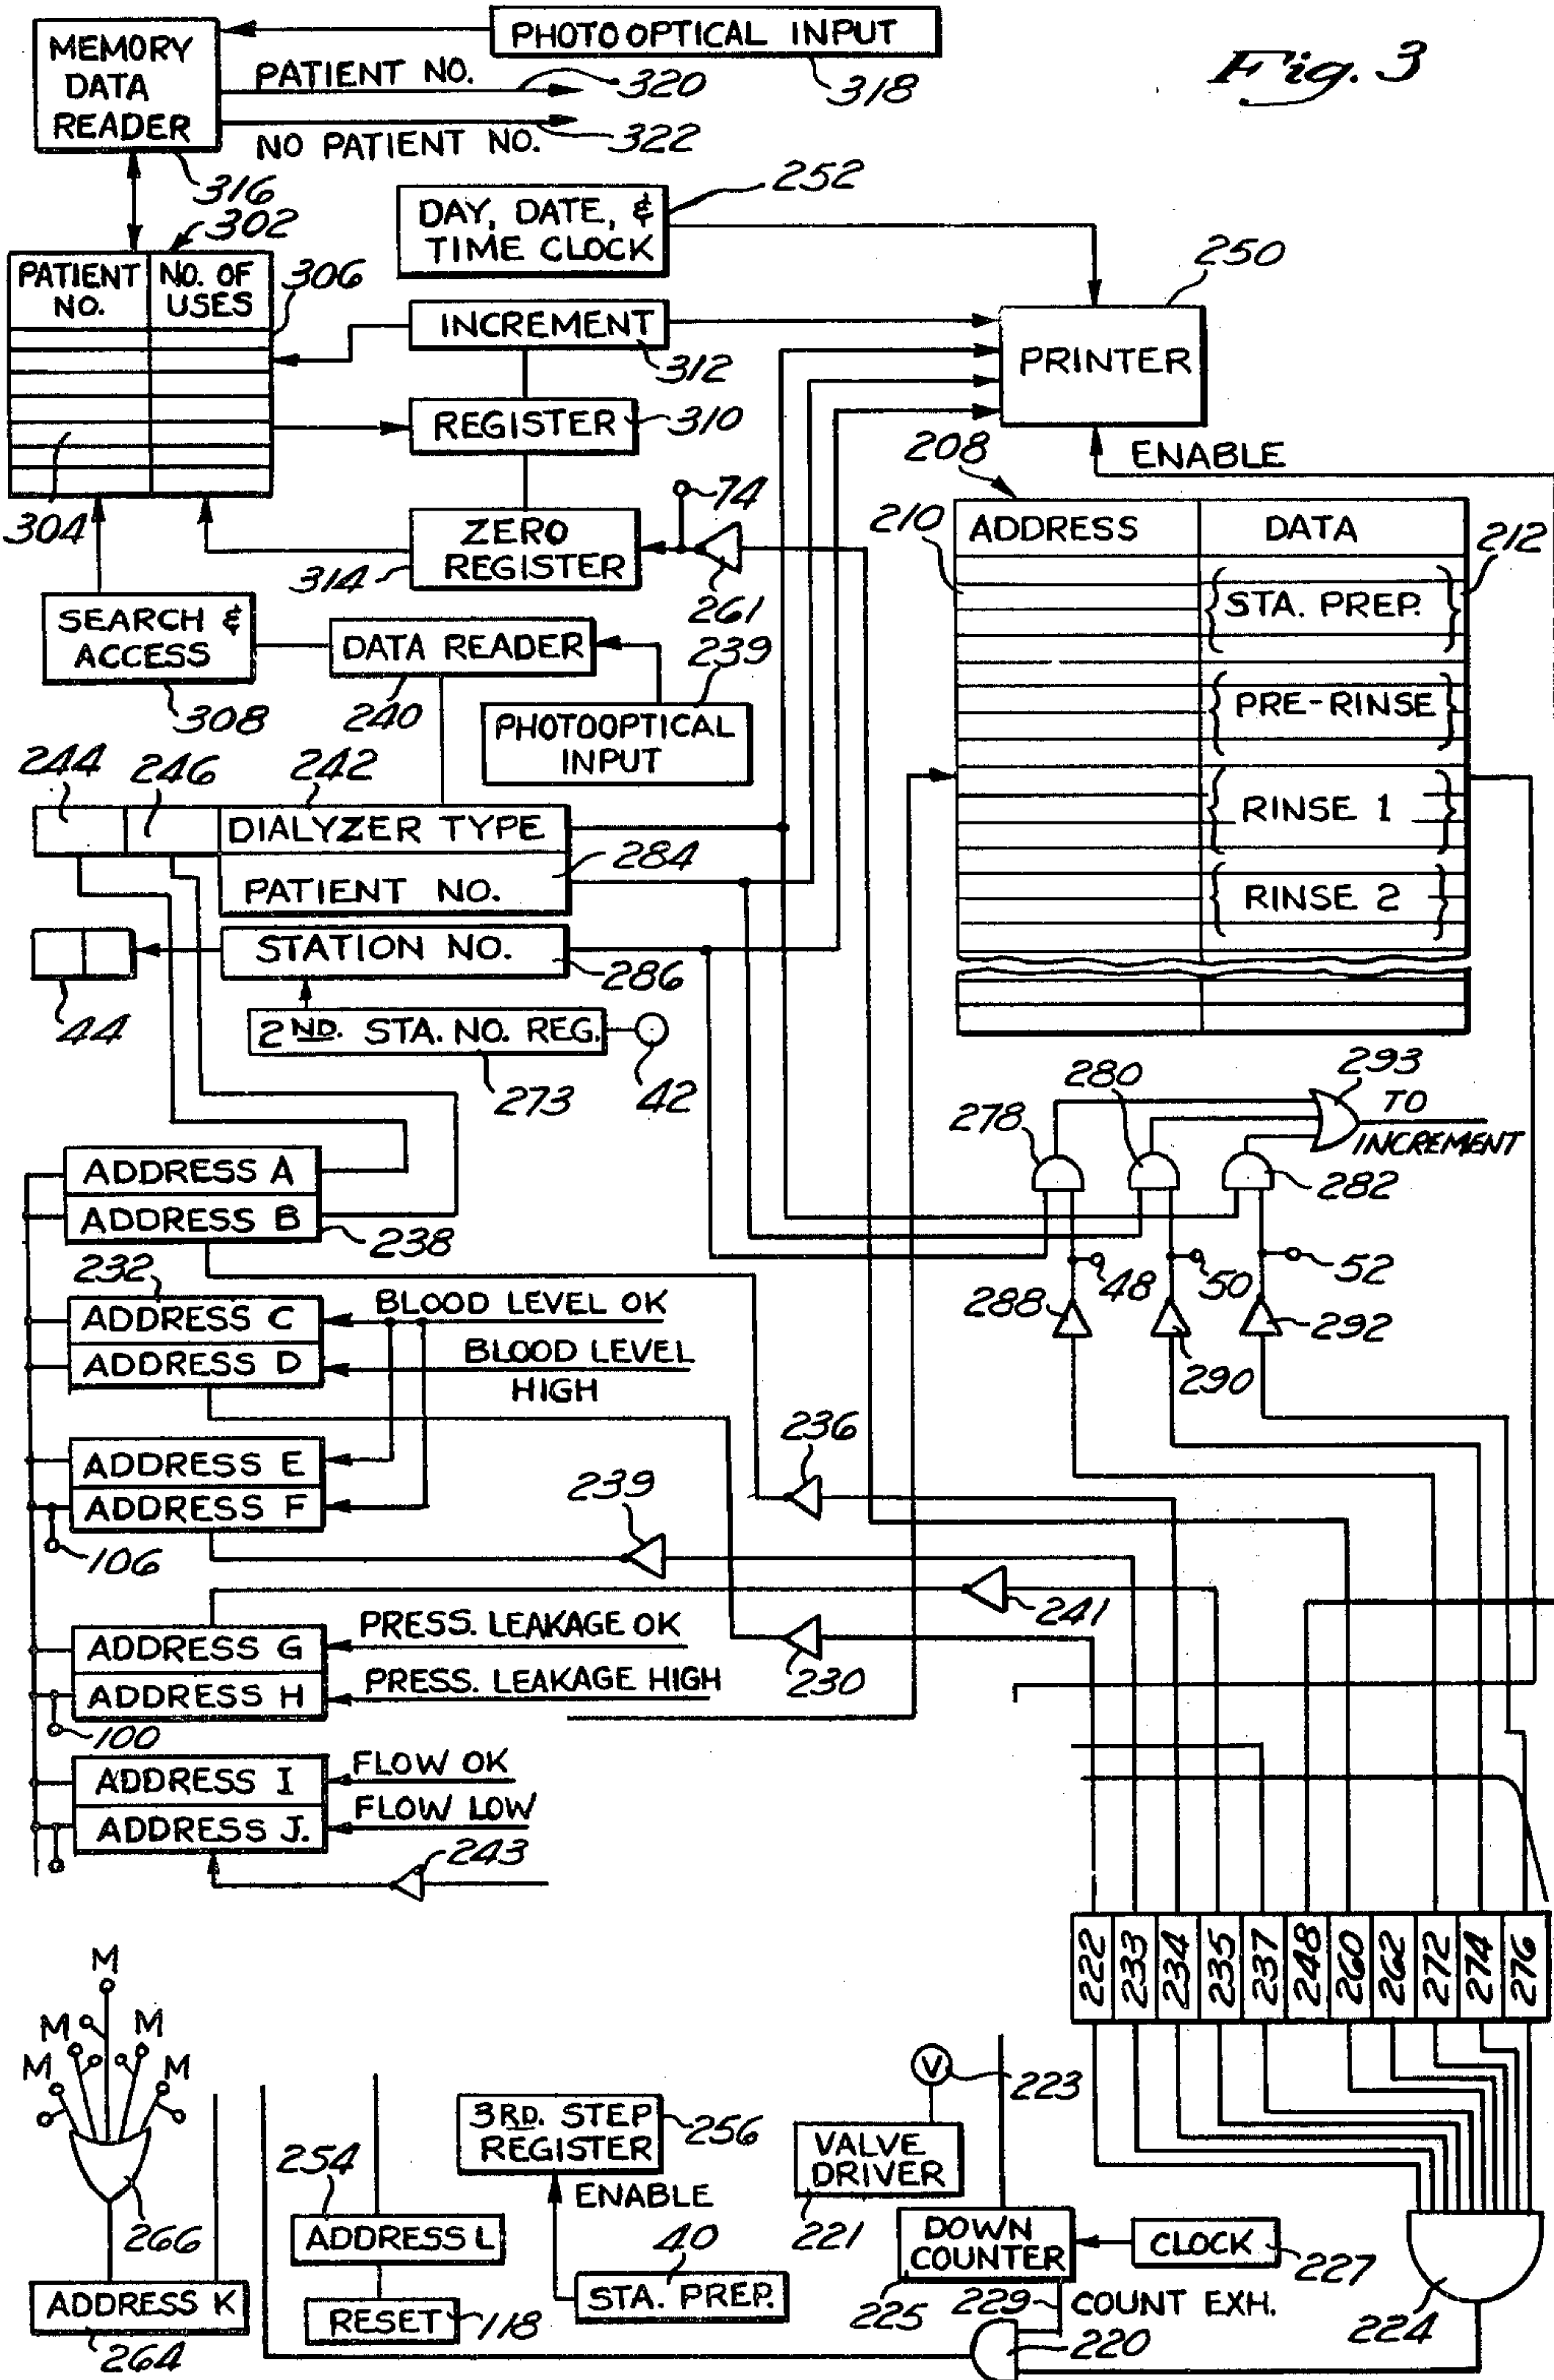 PHOTO OPTICAL INPUT
318
Fig. 3
MEMORY
DATA
READER
316
PATIENT NO.
320
NO PATIENT NO.
322
302
PATIENT
NO.
NO. OF
USES
306
304
DAY, DATE, &
TIME CLOCK
252
INCREMENT
312
REGISTER
310
ZERO
REGISTER
314
74
261
250
PRINTER
ENABLE
208
210
ADDRESS
DATA
212
STA. PREP.
PRE-RINSE
RINSE 1
RINSE 2
SEARCH &
ACCESS
308
DATA READER
240
239
PHOTOOPTICAL
INPUT
244
246
242
DIALYZER TYPE
284
PATIENT NO.
STATION NO.
286
44
2ND. STA. NO. REG.
273
42
293
280
278
TO
INCREMENT
282
48
50
52
288
290
292
ADDRESS A
ADDRESS B
238
232
ADDRESS C
BLOOD LEVEL OK
ADDRESS D
BLOOD LEVEL
HIGH
ADDRESS E
ADDRESS F
106
236
239
241
230
ADDRESS G
PRESS. LEAKAGE OK
ADDRESS H
PRESS. LEAKAGE HIGH
100
ADDRESS I
FLOW OK
ADDRESS J.
FLOW LOW
243
222
233
234
235
237
248
260
262
272
274
276
M
M
M
M
M
266
ADDRESS K
264
254
ADDRESS L
RESET
118
3RD. STEP
REGISTER
256
ENABLE
40
STA. PREP.
V
223
VALVE
DRIVER
221
DOWN
COUNTER
225
CLOCK
227
229
COUNT EXH.
220
224